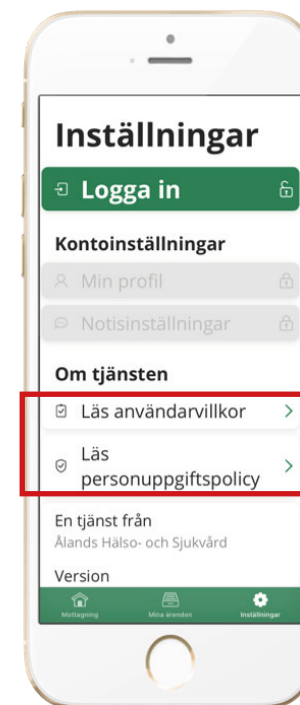 Inställningar
Logga in
Kontoinställningar
Min profil
Notisinställningar
Om tjänsten
Läs användarvillkor
Läs
personuppgiftspolicy
En tjänst från
Ålands Hälso- och Sjukvård
Version
Mottagning Mina ärenden Inställningar